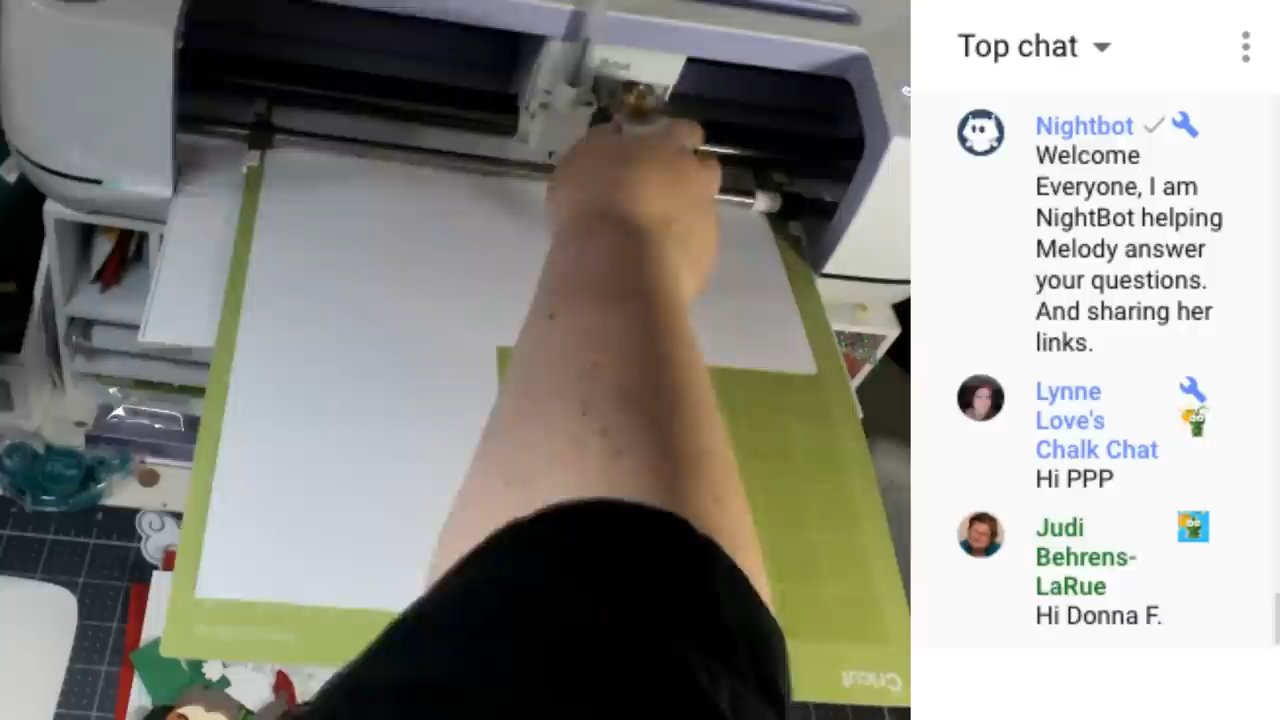 Top chat
Nightbot
Welcome
Everyone, I am
NightBot helping
Melody answer
your questions.
And sharing her
links.
Lynne
Love's
Chalk Chat
Hi PPP
Judi
Behrens-
LaRue
Hi Donna F.
Cricut